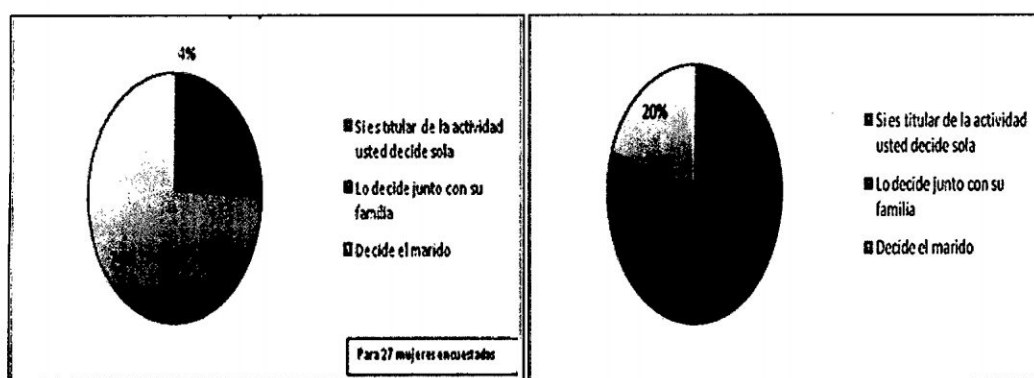 4%
Si es titular de la actividad
usted decide sola
Lo decide junto con su
familia
Decide el marido
Para 27 mujeres encuestados
20%
Si es titular de la actividad
usted decide sola
Lo decide junto con su
familia
Decide el marido